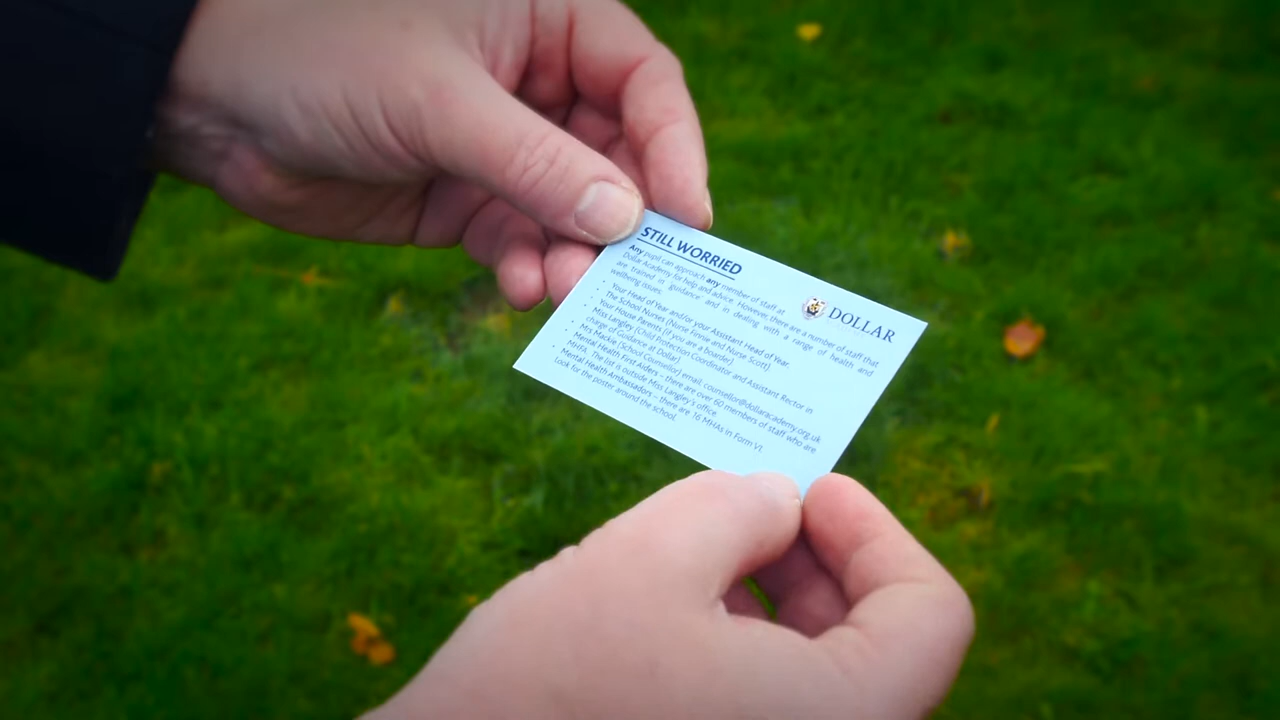 STILL WORRIED
DOLLAR
Any pupil can approach any member of staff at
Dollar Academy for help and advice. However, there are a number of staff that
are trained in 'guidance' and in dealing with a range of health and
wellbeing issues.
· Your Head of Year and/or your Assistant Head of Year.
· The School Nurses (Nurse Finnie and Nurse Scott)
· Your House Parents (if you are a boarder)
· Miss Langley (Child Protection Coordinator and Assistant Rector in
charge of Guidance at Dollar)
· Mrs Mackie (School Counsellor) email: counsellor@dollaracademy.org.uk
· Mental Health First Aiders – there are over 60 members of staff who are
MHFA. The list is outside Miss Langley's office.
· Mental Health Ambassadors – there are 16 MHAs in Form VI.
Look for the poster around the school.